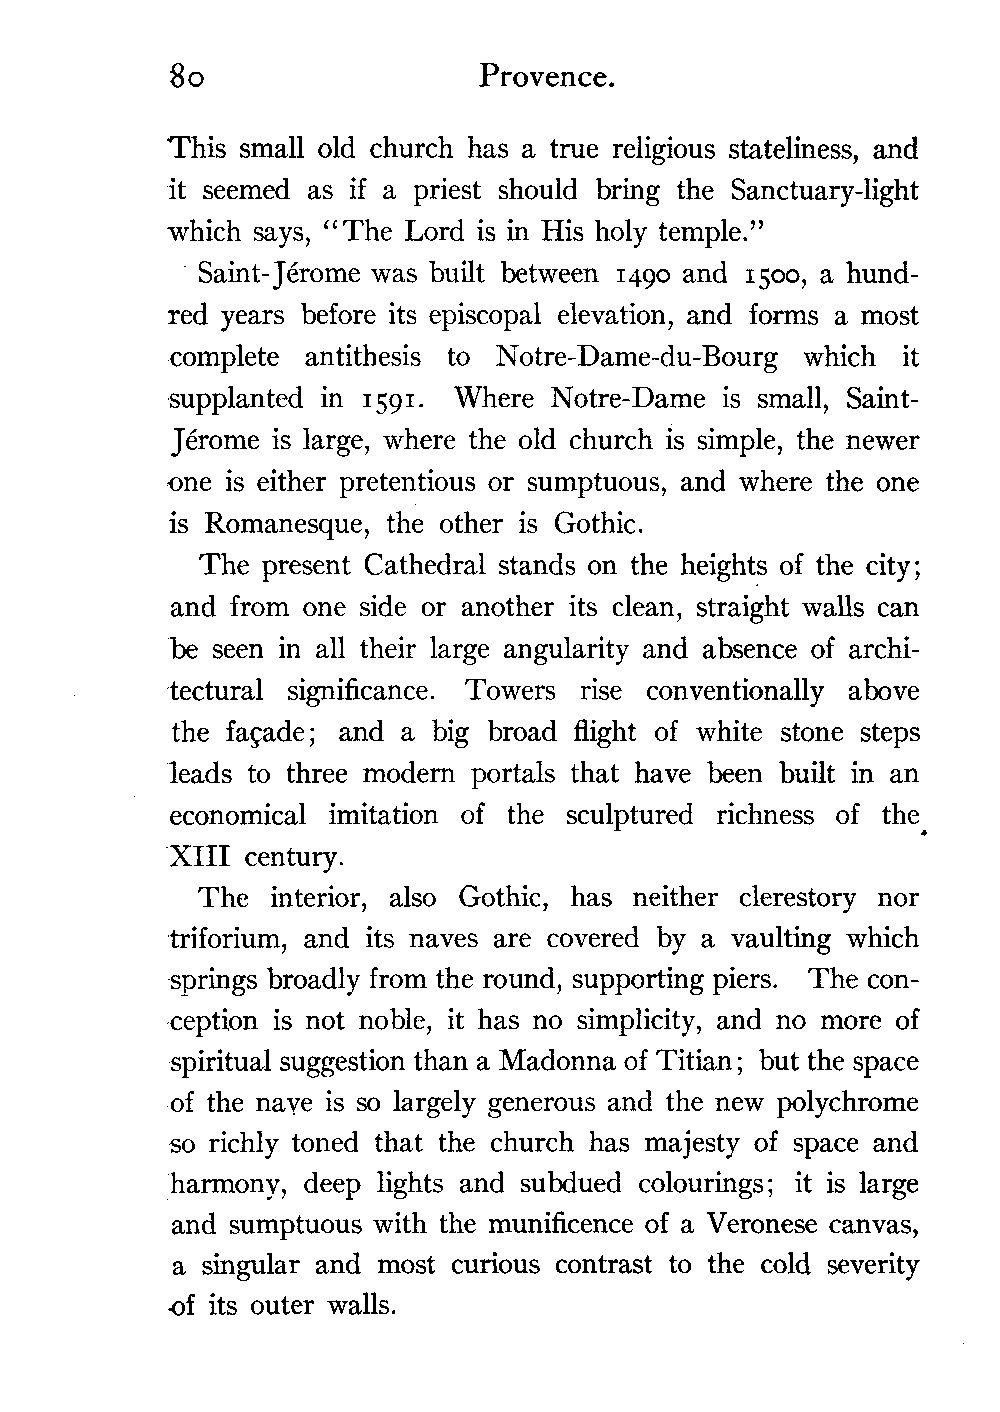 80 Provence.
This small old church has a true religious stateliness, and
it seemed as if a priest should bring the Sanctuary-light
which says, “The Lord is in His holy temple.”
Saint-Jérome was built between 1490 and 1500, a hund-
red years before its episcopal elevation, and forms a most
complete antithesis to Notre-Dame-du-Bourg which it
supplanted in 1591. Where Notre-Dame is small, Saint-
Jérome is large, where the old church is simple, the newer
one is either pretentious or sumptuous, and where the one
is Romanesque, the other is Gothic.
The present Cathedral stands on the heights of the city;
and from one side or another its clean, straight walls can
be seen in all their large angularity and absence of archi-
tectural significance. Towers rise conventionally above
the façade; and a big broad flight of white stone steps
leads to three modern portals that have been built in an
economical imitation of the sculptured richness of the
XIII century.
The interior, also Gothic, has neither clerestory nor
triforium, and its naves are covered by a vaulting which
springs broadly from the round, supporting piers. The con-
ception is not noble, it has no simplicity, and no more of
spiritual suggestion than a Madonna of Titian; but the space
of the nave is so largely generous and the new polychrome
so richly toned that the church has majesty of space and
harmony, deep lights and subdued colourings; it is large
and sumptuous with the munificence of a Veronese canvas,
a singular and most curious contrast to the cold severity
of its outer walls.